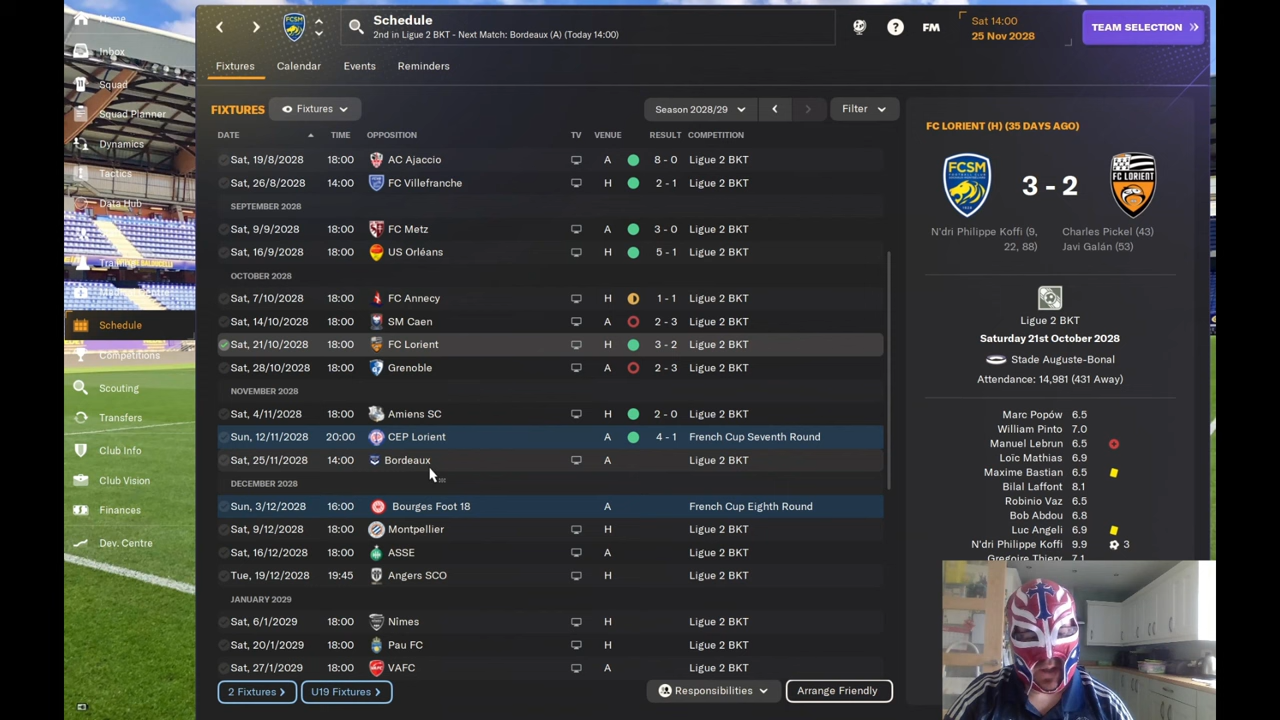 Home
Inbox
Squad
Squad Planner
Dynamics
Tactics
Data Hub
Schedule
Competitions
Scouting
Transfers
Club Info
Club Vision
Finances
Dev. Centre
FCSM
Schedule
2nd in Ligue 2 BKT - Next Match: Bordeaux (A) (Today 14:00)
? FM
Sat 14:00
25 Nov 2028
TEAM SELECTION
Fixtures Calendar Events Reminders
FIXTURES Fixtures Season 2028/29 Filter
DATE TIME OPPOSITION TV VENUE RESULT COMPETITION
Sat, 19/8/2028 18:00 AC Ajaccio A 8 - 0 Ligue 2 BKT
Sat, 26/8/2028 14:00 FC Villefranche H 2 - 1 Ligue 2 BKT
SEPTEMBER 2028
Sat, 9/9/2028 18:00 FC Metz A 3 - 0 Ligue 2 BKT
Sat, 16/9/2028 18:00 US Orléans H 5 - 1 Ligue 2 BKT
OCTOBER 2028
Sat, 7/10/2028 18:00 FC Annecy H 1 - 1 Ligue 2 BKT
Sat, 14/10/2028 18:00 SM Caen A 2 - 3 Ligue 2 BKT
Sat, 21/10/2028 18:00 FC Lorient H 3 - 2 Ligue 2 BKT
Sat, 28/10/2028 18:00 Grenoble A 2 - 3 Ligue 2 BKT
NOVEMBER 2028
Sat, 4/11/2028 18:00 Amiens SC H 2 - 0 Ligue 2 BKT
Sun, 12/11/2028 20:00 CEP Lorient A 4 - 1 French Cup Seventh Round
Sat, 25/11/2028 14:00 Bordeaux A Ligue 2 BKT
DECEMBER 2028
Sun, 3/12/2028 16:00 Bourges Foot 18 A French Cup Eighth Round
Sat, 9/12/2028 18:00 Montpellier H Ligue 2 BKT
Sat, 16/12/2028 18:00 ASSE A Ligue 2 BKT
Tue, 19/12/2028 19:45 Angers SCO H Ligue 2 BKT
JANUARY 2029
Sat, 6/1/2029 18:00 Nîmes H Ligue 2 BKT
Sat, 20/1/2029 18:00 Pau FC H Ligue 2 BKT
Sat, 27/1/2029 18:00 VAFC A Ligue 2 BKT
2 Fixtures U19 Fixtures Responsibilities Arrange Friendly
FC LORIENT (H) (35 DAYS AGO)
FCSM 3 - 2 FC LORIENT
N'dri Philippe Koffi (9,
22, 88)
Charles Pickel (43)
Javi Galán (53)
Ligue 2 BKT
Saturday 21st October 2028
Stade Auguste-Bonal
Attendance: 14,981 (431 Away)
Marc Popów 6.5
William Pinto 7.0
Manuel Lebrun 6.5
Loïc Mathias 6.9
Maxime Bastian 6.5
Bilal Laffont 8.1
Robinio Vaz 6.5
Bob Abdou 6.8
Luc Angeli 6.9
N'dri Philippe Koffi 9.9 3
Gregoire Thiery 7.1